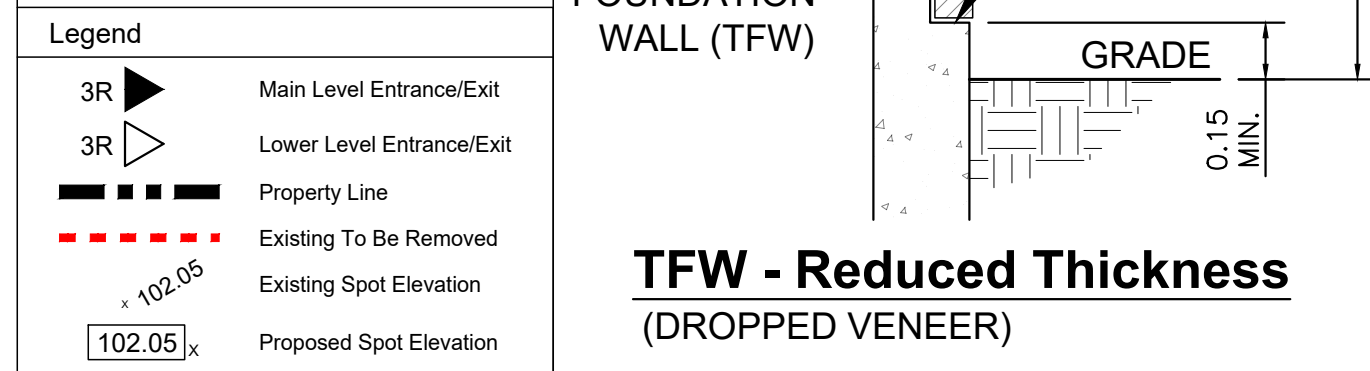 Legend
3R Main Level Entrance/Exit
3R Lower Level Entrance/Exit
Property Line
Existing To Be Removed
x 102.05 Existing Spot Elevation
102.05 x Proposed Spot Elevation
FOUNDATION
WALL (TFW)
GRADE
0.15
MIN.
TFW - Reduced Thickness
(DROPPED VENEER)